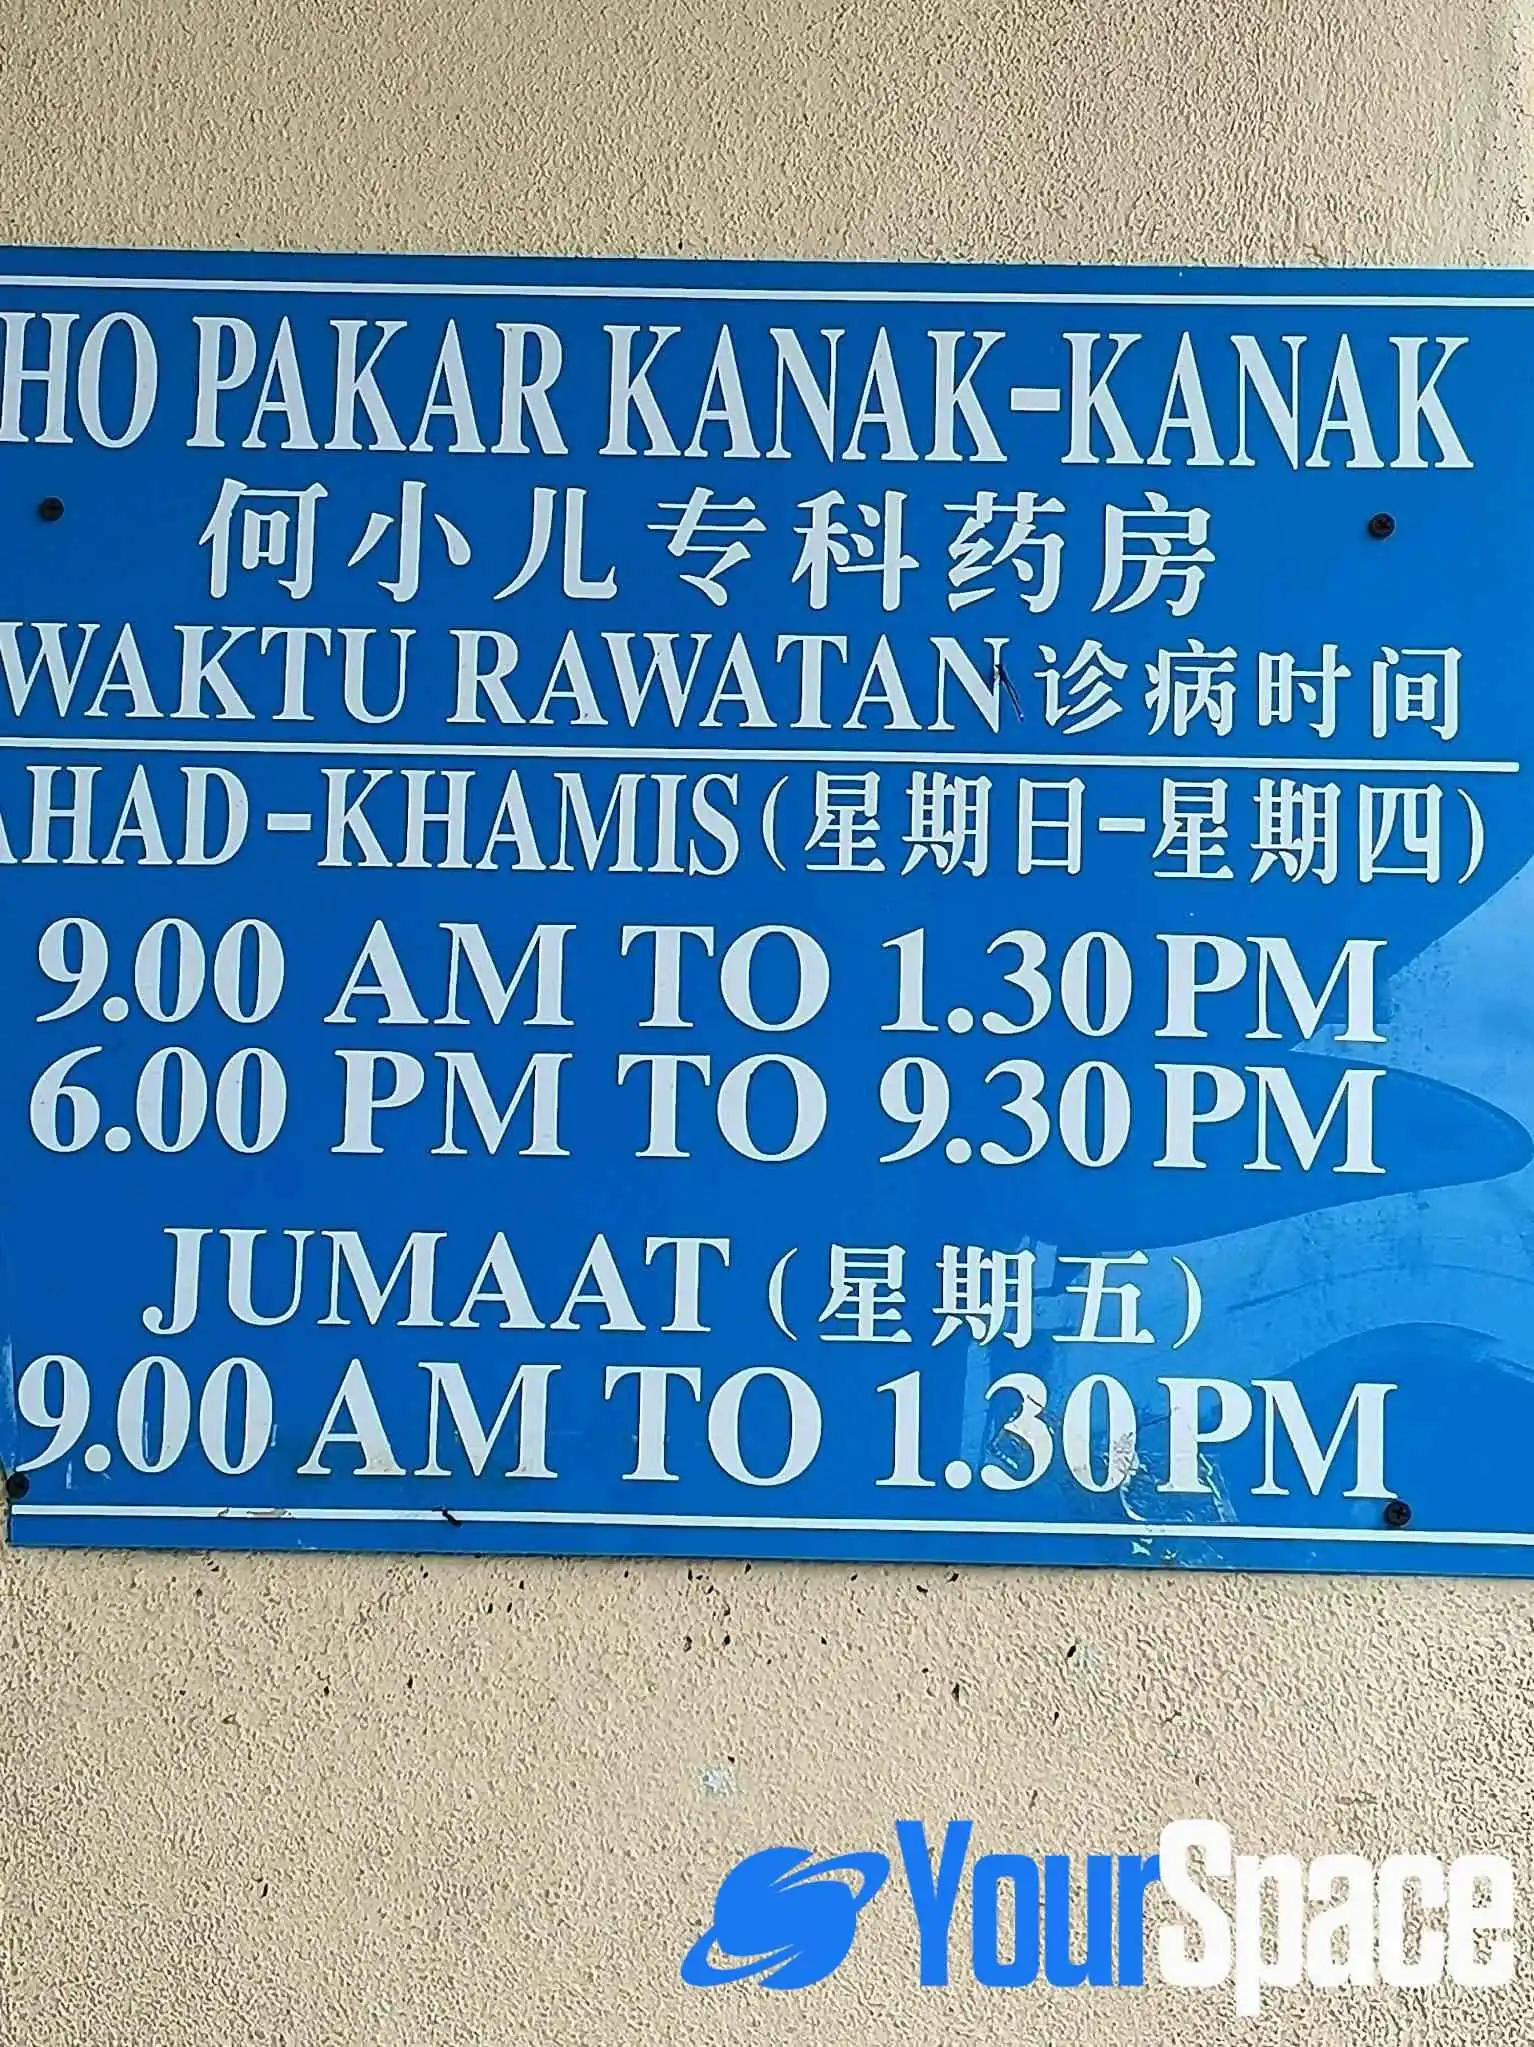 HO PAKAR KANAK-KANAK
何小儿专科药房
WAKTU RAWATAN 诊病时间
AHAD-KHAMIS(星期日-星期四)
9.00 AM TO 1.30 PM
6.00 PM TO 9.30 PM
JUMAAT (星期五)
9.00 AM TO 1.30 PM
YourSpace